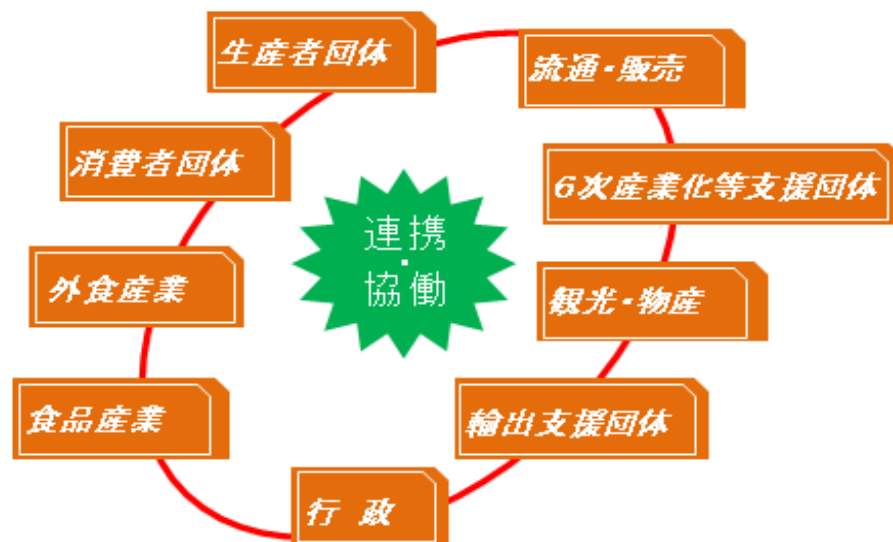 生産者団体
流通・販売
消費者団体
6次産業化等支援団体
連携
・
協働
外食産業
観光・物産
食品産業
輸出支援団体
行 政